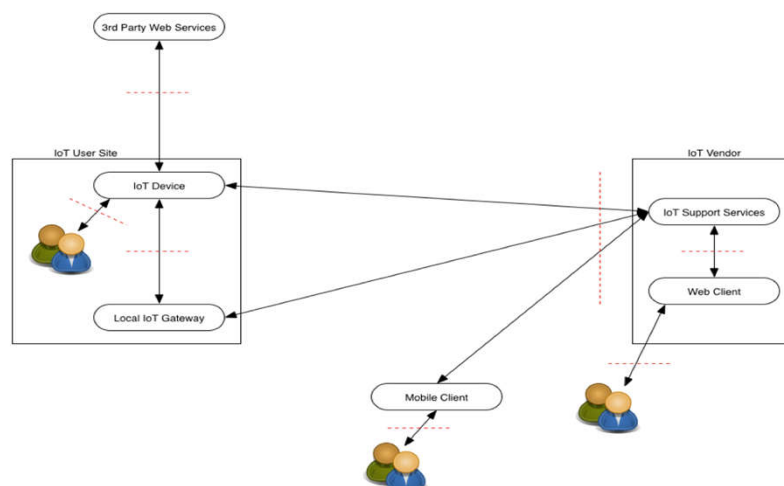 3rd Party Web Services
IoT User Site
IoT Vendor
IoT Device
IoT Support Services
Web Client
Local IoT Gateway
Mobile Client